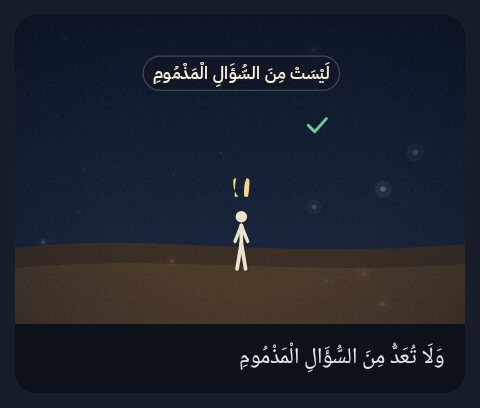 لَيْسَتْ مِنَ السُّؤَالِ الْمَذْمُومِ
وَلَا تُعَدُّ مِنَ السُّؤَالِ الْمَذْمُومِ